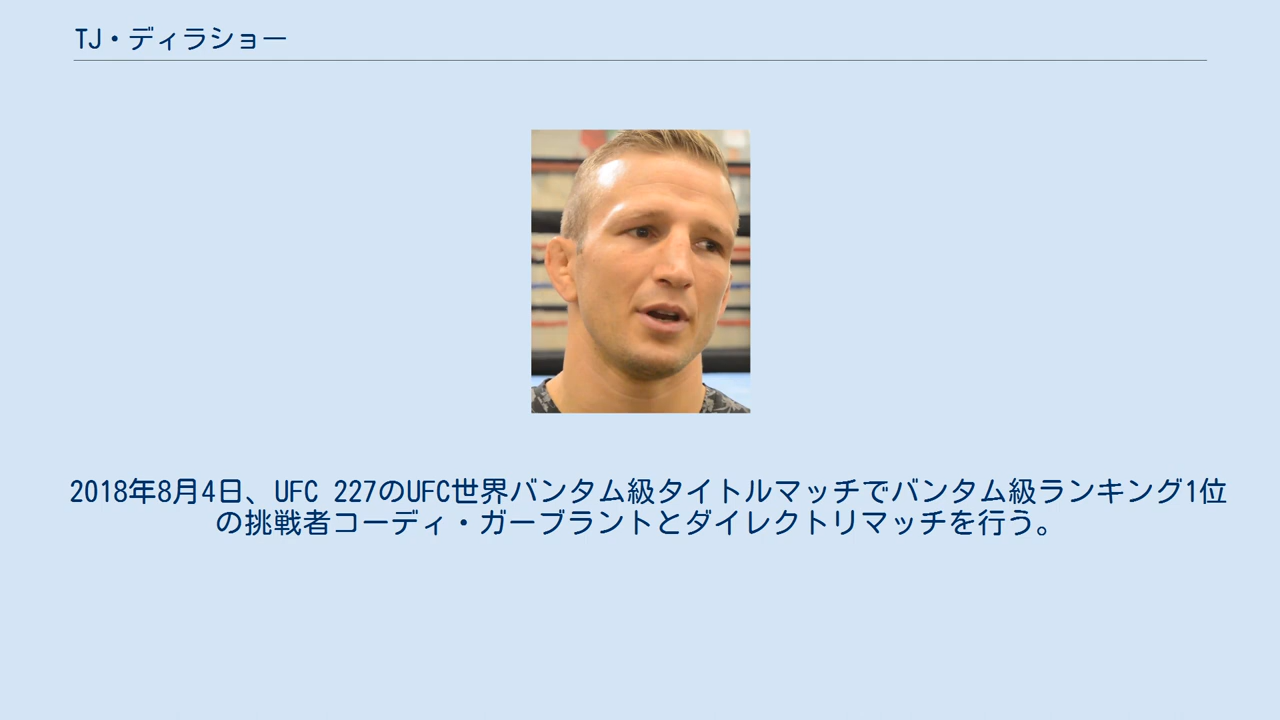 TJ・ディラショー
2018年8月4日、UFC 227のUFC世界バンタム級タイトルマッチでバンタム級ランキング1位
の挑戦者コーディ・ガーブラントとダイレクトリマッチを行う。